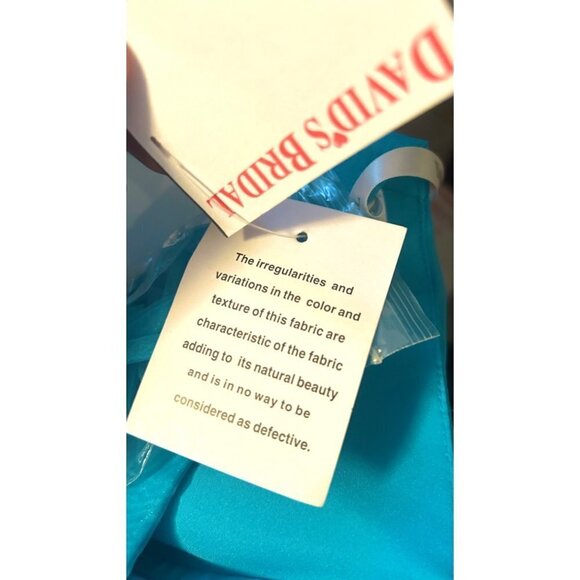 DAVID'S BRIDAL
The irregularities and
variations in the color and
texture of this fabric are
characteristic of the fabric
adding to its natural beauty
and is in no way to be
considered as defective.